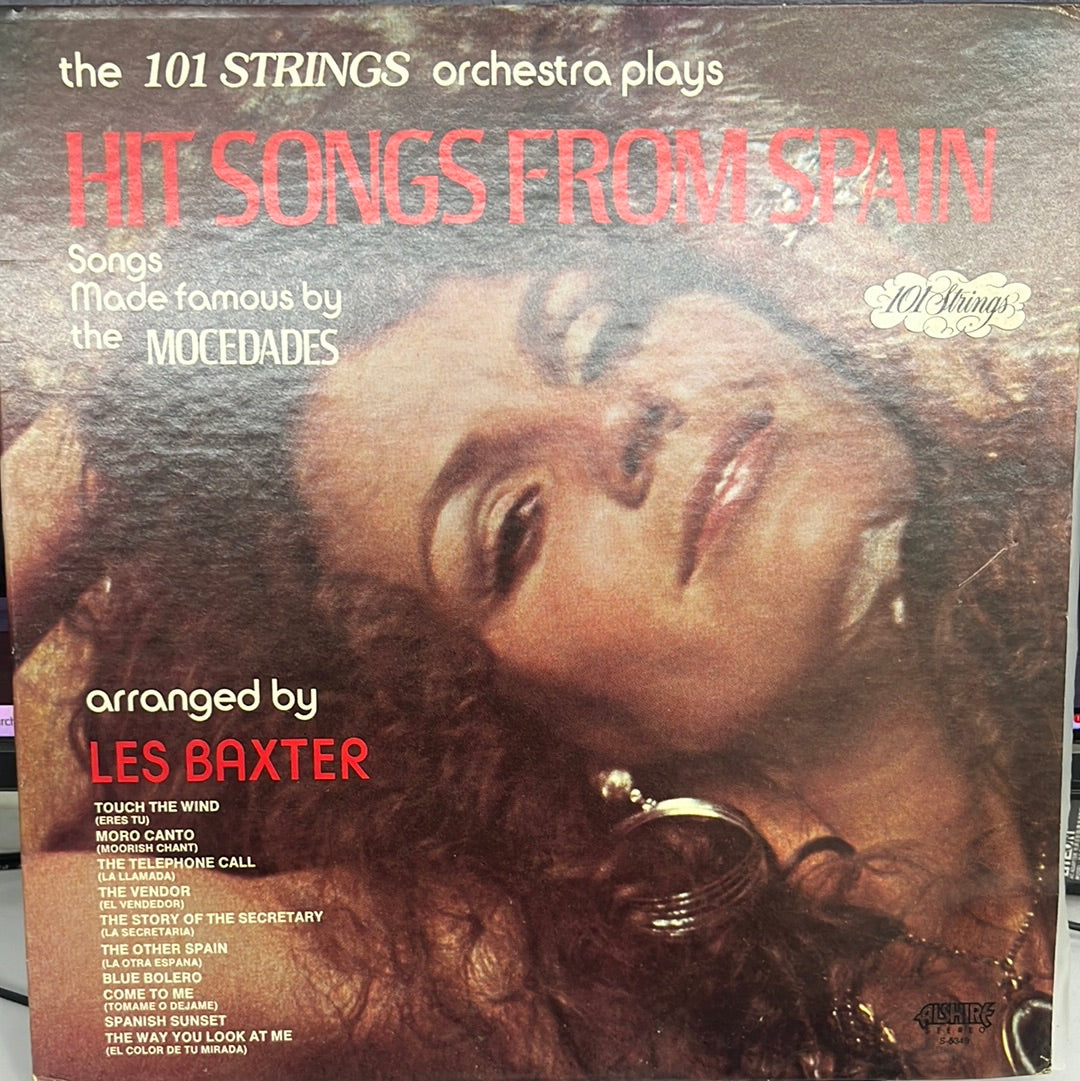 the 101 STRINGS orchestra plays
HIT SONGS FROM SPAIN
Songs
Made famous by
the MOCEDADES
101 Strings
arranged by
LES BAXTER
TOUCH THE WIND
(ERES TU)
MORO CANTO
(MOORISH CHANT)
THE TELEPHONE CALL
(LA LLAMADA)
THE VENDOR
(EL VENDEDOR)
THE STORY OF THE SECRETARY
(LA SECRETARIA)
THE OTHER SPAIN
(LA OTRA ESPANA)
BLUE BOLERO
COME TO ME
(TOMAME O DEJAME)
SPANISH SUNSET
THE WAY YOU LOOK AT ME
(EL COLOR DE TU MIRADA)
ALSHIRE
STEREO
S-5349